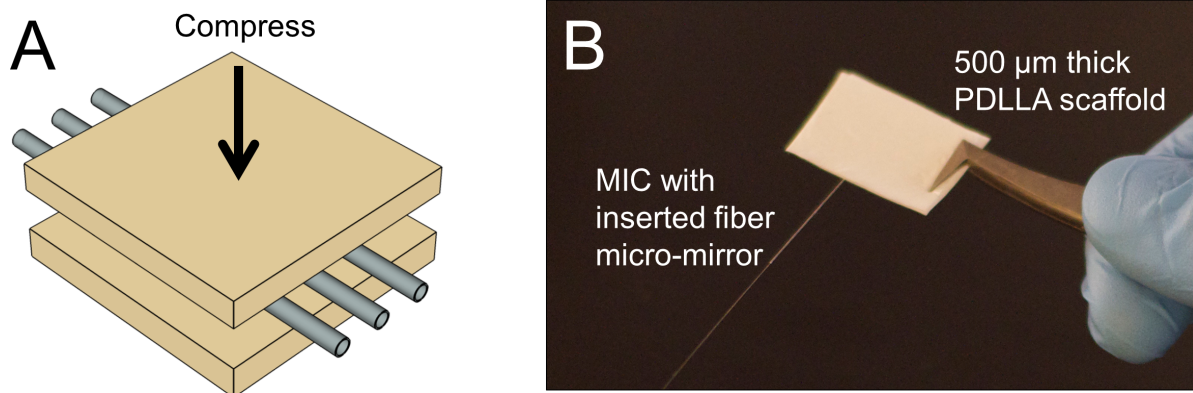 A
Compress
B
500 µm thick
PDLLA scaffold
MIC with
inserted fiber
micro-mirror